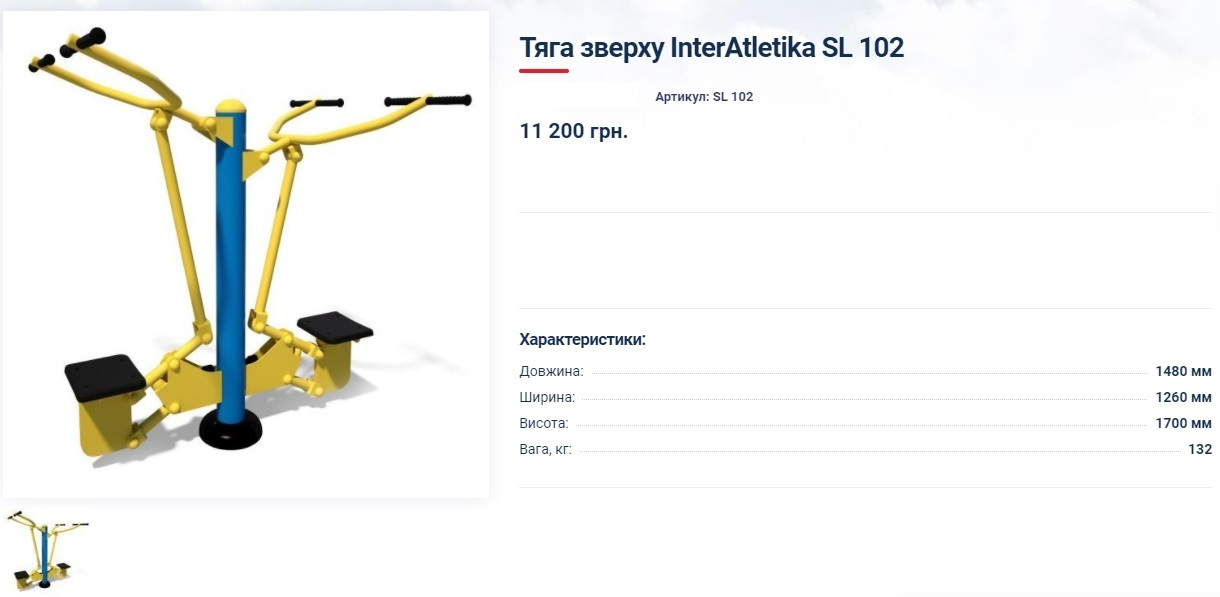 Тяга зверху InterAtletika SL 102
Артикул: SL 102
11 200 грн.
Характеристики:
Довжина: 1480 мм
Ширина: 1260 мм
Висота: 1700 мм
Вага, кг: 132